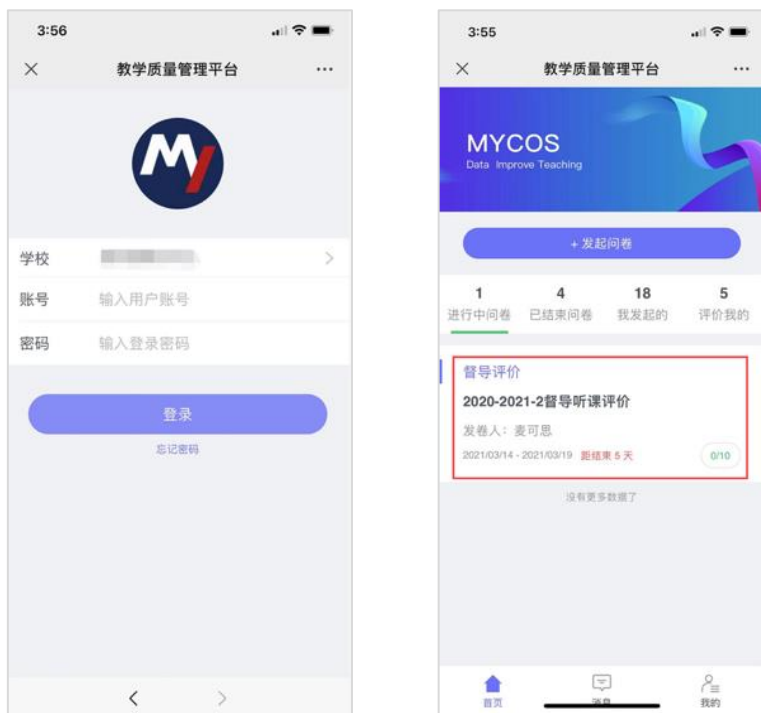 3:56
教学质量管理平台
My
学校
账号 输入用户账号
密码 输入登录密码
登录
忘记密码
3:55
教学质量管理平台
MYCOS
Data Improve Teaching
+ 发起问卷
1 4 18 5
进行中问卷 已结束问卷 我发起的 评价我的
督导评价
2020-2021-2督导听课评价
发卷人：麦可思
2021/03/14 - 2021/03/19 距结束 5 天 0/10
没有更多数据了
首页 消息 我的